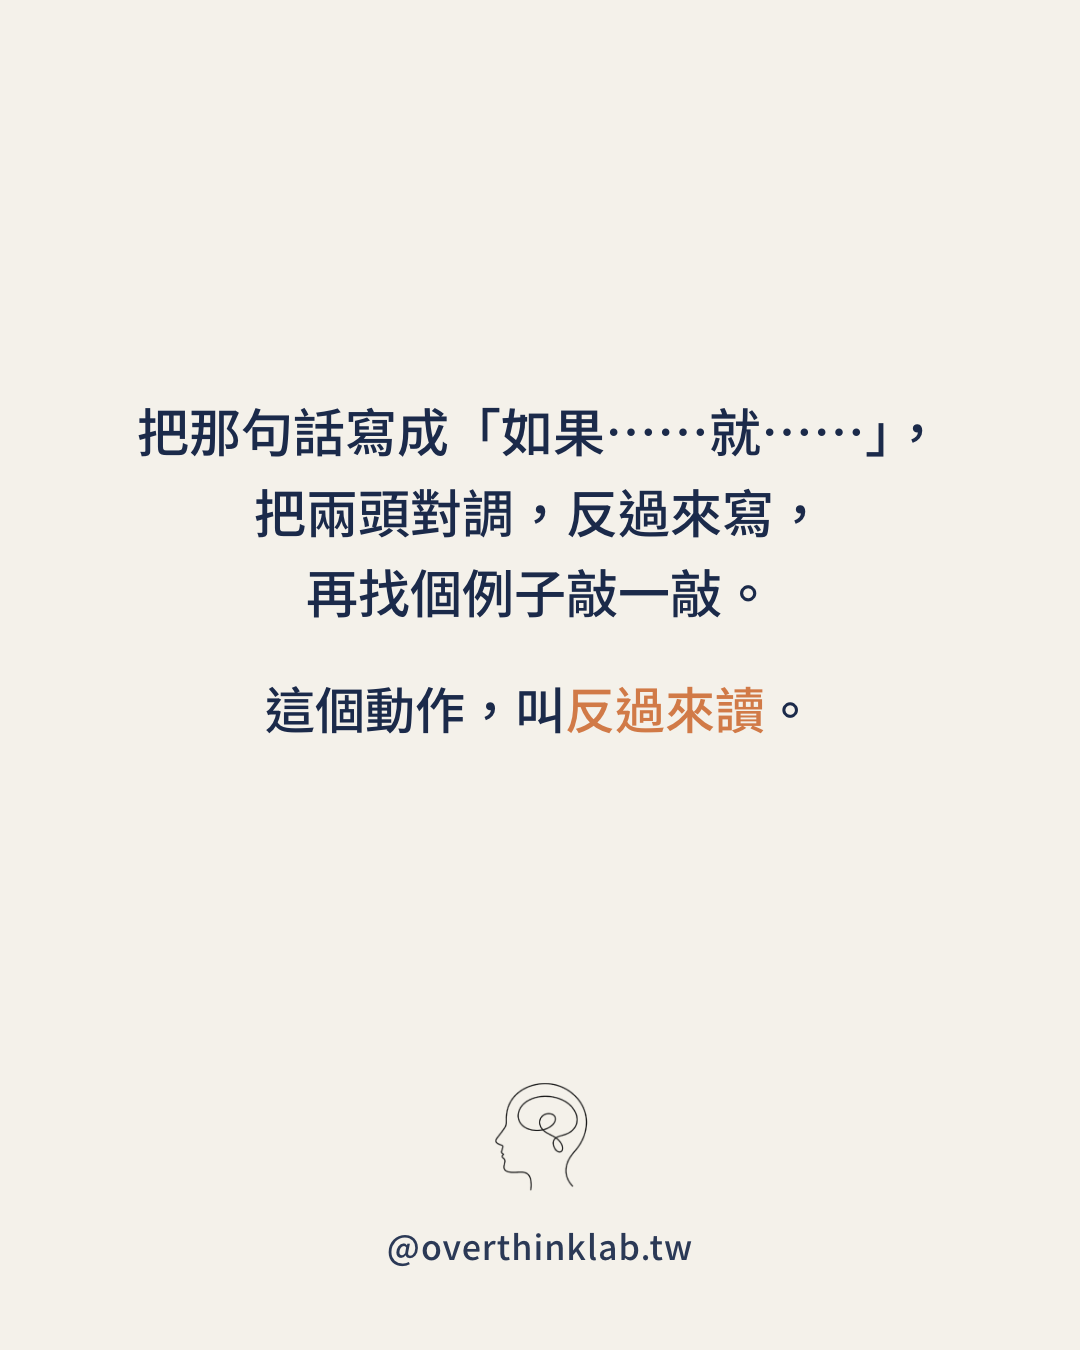 把那句話寫成「如果⋯⋯就⋯⋯」，
把兩頭對調，反過來寫，
再找個例子敲一敲。
這個動作，叫反過來讀。
@overthinklab.tw